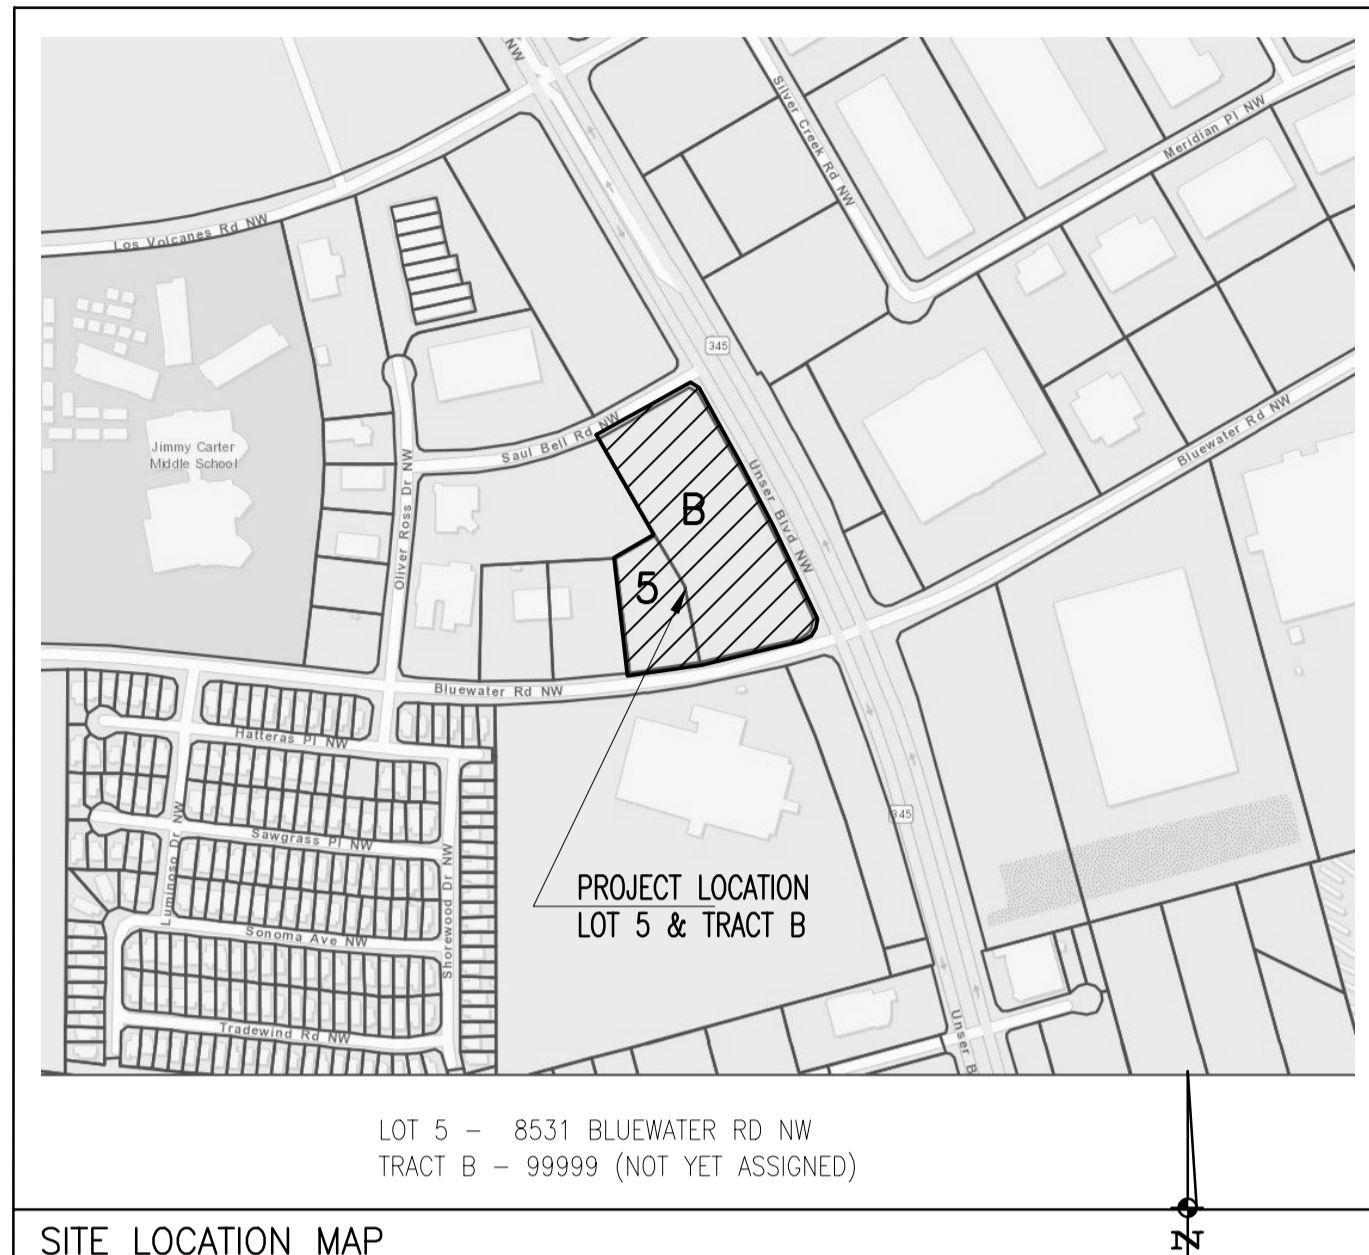 NW
Silver Creek Rd NW
Meridian Pl NW
Los Volcanes Rd NW
345
Jimmy Carter
Middle School
Saul Bell Rd NW
Oliver Ross Dr NW
Unser Blvd NW
Bluewater Rd NW
B
5
Bluewater Rd NW
Hatteras Pl NW
345
Sawgrass Pl NW
Luminoso Dr NW
Shorewood Dr NW
PROJECT LOCATION
LOT 5 & TRACT B
Sonoma Ave NW
Tradewind Rd NW
Unser B
LOT 5 - 8531 BLUEWATER RD NW
TRACT B - 99999 (NOT YET ASSIGNED)
SITE LOCATION MAP
N